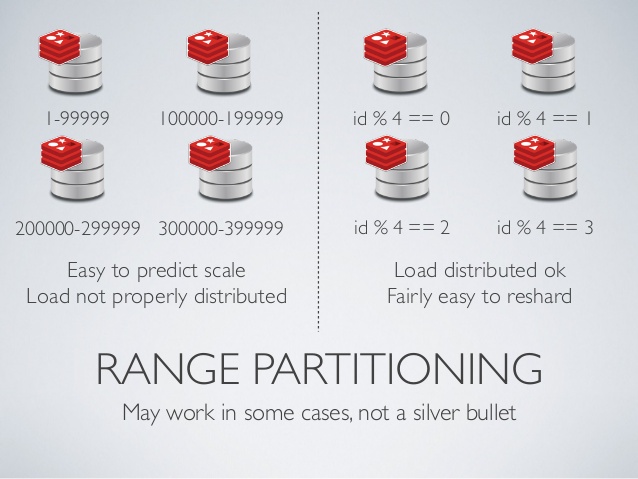 1-99999
100000-199999
200000-299999
300000-399999
Easy to predict scale
Load not properly distributed
id % 4 == 0
id % 4 == 1
id % 4 == 2
id % 4 == 3
Load distributed ok
Fairly easy to reshard
RANGE PARTITIONING
May work in some cases, not a silver bullet